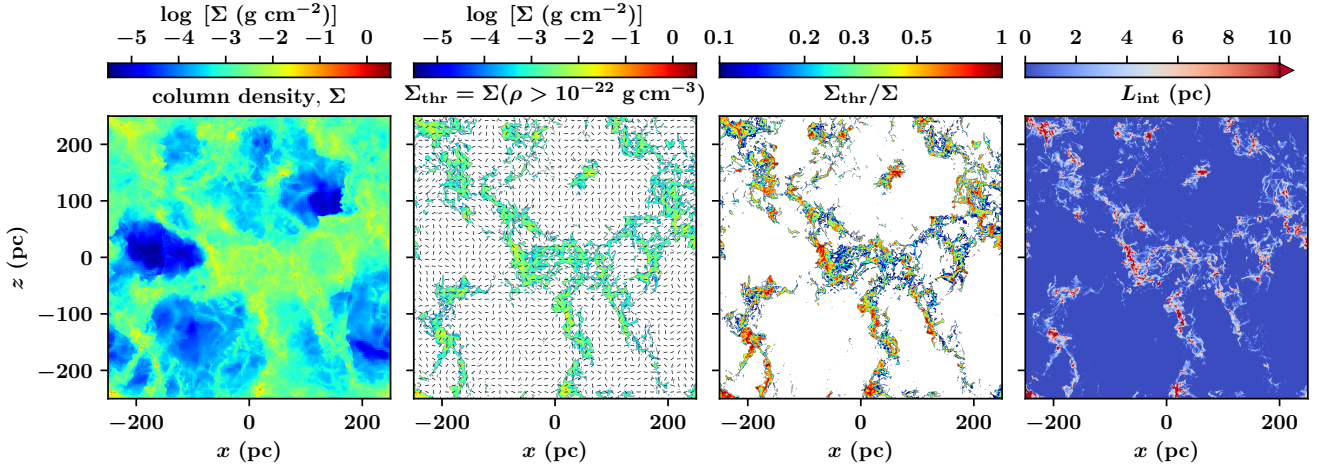 log [Σ (g cm⁻²)] log [Σ (g cm⁻²)]
−5 −4 −3 −2 −1 0 −5 −4 −3 −2 −1 0 0.1 0.2 0.3 0.5 1 0 2 4 6 8 10
column density, Σ Σthr = Σ(ρ > 10⁻²² g cm⁻³) Σthr/Σ Lint (pc)
200
100
0
−100
−200
z (pc)
−200 0 200 −200 0 200 −200 0 200 −200 0 200
x (pc) x (pc) x (pc) x (pc)